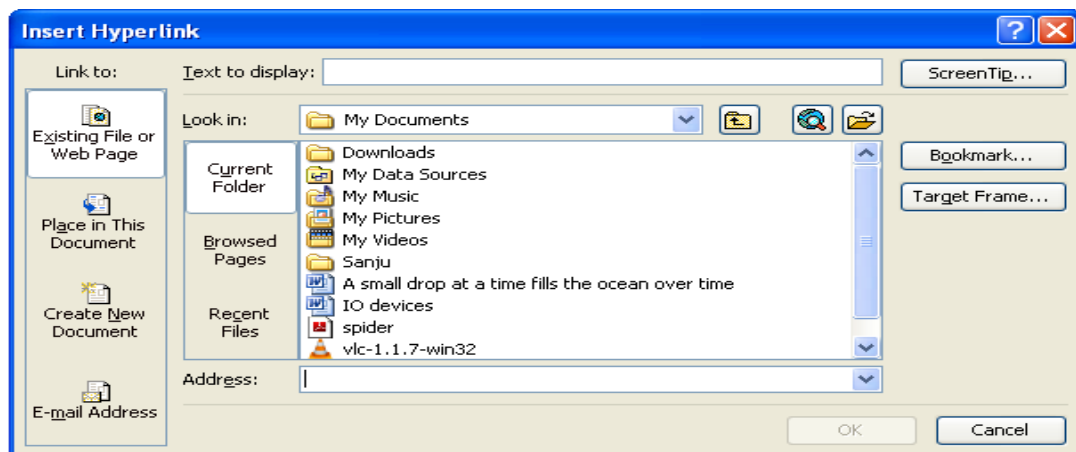 Insert Hyperlink
Link to:
Text to display:
ScreenTip...
Existing File or
Web Page
Place in This
Document
Create New
Document
E-mail Address
Look in:
My Documents
Current
Folder
Browsed
Pages
Recent
Files
Downloads
My Data Sources
My Music
My Pictures
My Videos
Sanju
A small drop at a time fills the ocean over time
IO devices
spider
vlc-1.1.7-win32
Bookmark...
Target Frame...
Address:
OK
Cancel